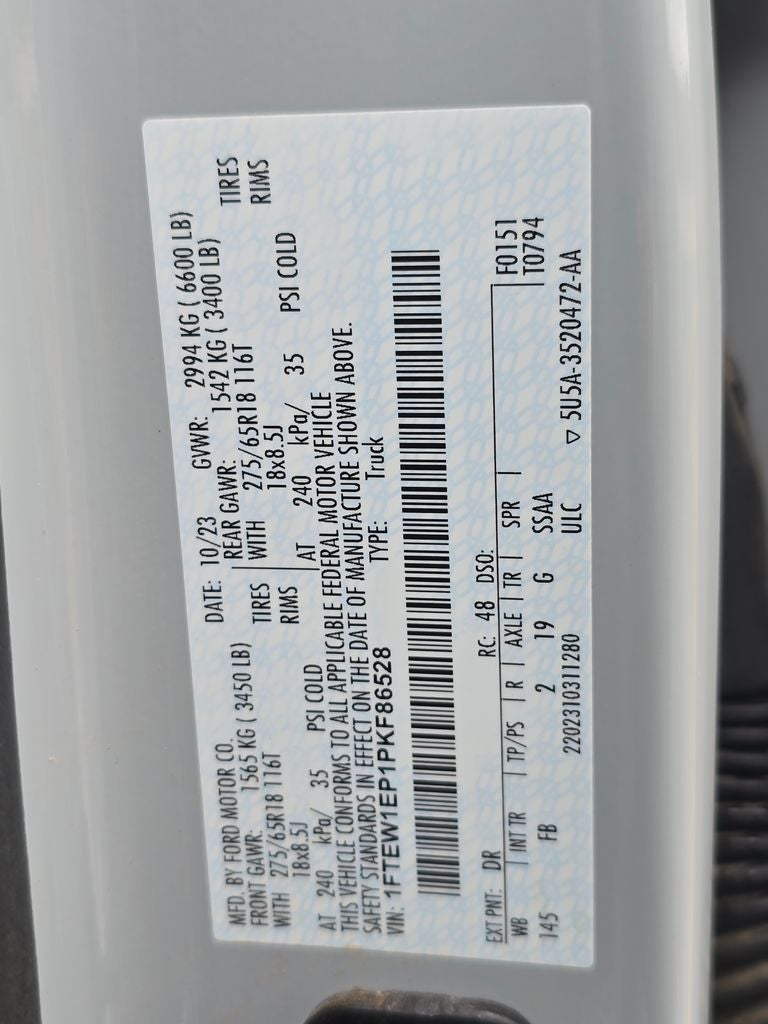 MFD. BY FORD MOTOR CO.
DATE: 10/23 GVWR: 2994 KG ( 6600 LB)
FRONT GAWR: 1565 KG ( 3450 LB) REAR GAWR: 1542 KG ( 3400 LB)
WITH 275/65R18 116T TIRES WITH 275/65R18 116T TIRES
18x8.5J RIMS 18x8.5J RIMS
AT 240 kPa/ 35 PSI COLD AT 240 kPa/ 35 PSI COLD
THIS VEHICLE CONFORMS TO ALL APPLICABLE FEDERAL MOTOR VEHICLE
SAFETY STANDARDS IN EFFECT ON THE DATE OF MANUFACTURE SHOWN ABOVE.
VIN: 1FTEW1EP1PKF86528 TYPE: Truck
EXT PNT: DR RC: 48 DSO: F0151
WB INT TR TP/PS R AXLE TR SPR T0794
145 FB 2 19 G SSAA
2202310311280 ULC ▽ 5U5A-3520472-AA